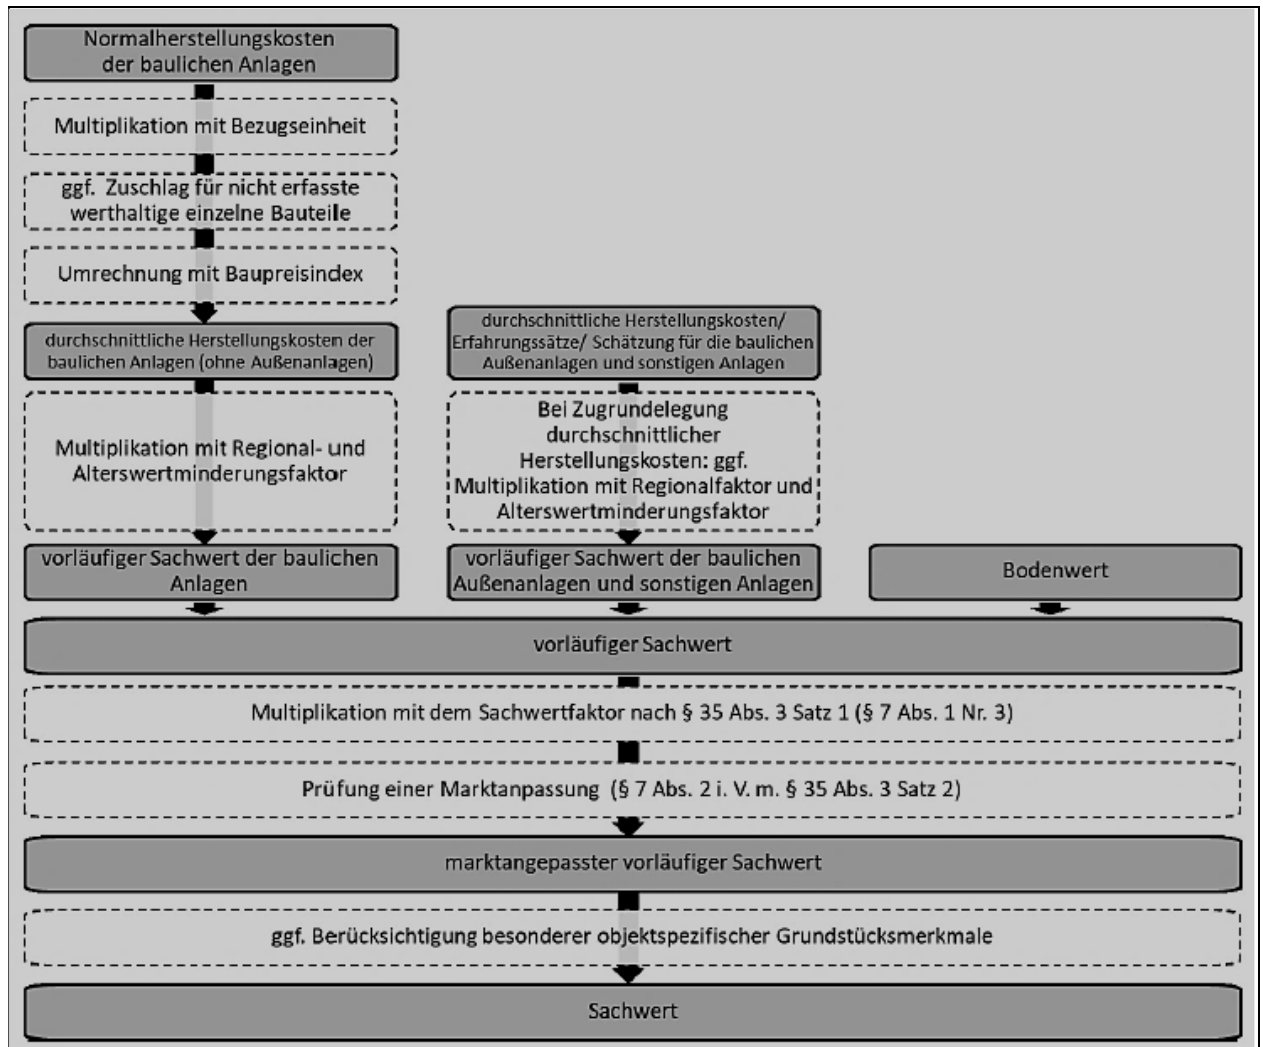 Normalherstellungskosten
der baulichen Anlagen
Multiplikation mit Bezugseinheit
ggf. Zuschlag für nicht erfasste
werthaltige einzelne Bauteile
Umrechnung mit Baupreisindex
durchschnittliche Herstellungskosten der
baulichen Anlagen (ohne Außenanlagen)
Multiplikation mit Regional- und
Alterswertminderungsfaktor
vorläufiger Sachwert der baulichen
Anlagen
durchschnittliche Herstellungskosten/
Erfahrungssätze/ Schätzung für die baulichen
Außenanlagen und sonstigen Anlagen
Bei Zugrundelegung
durchschnittlicher
Herstellungskosten: ggf.
Multiplikation mit Regionalfaktor und
Alterswertminderungsfaktor
vorläufiger Sachwert der baulichen
Außenanlagen und sonstigen Anlagen
Bodenwert
vorläufiger Sachwert
Multiplikation mit dem Sachwertfaktor nach § 35 Abs. 3 Satz 1 (§ 7 Abs. 1 Nr. 3)
Prüfung einer Marktanpassung (§ 7 Abs. 2 i. V. m. § 35 Abs. 3 Satz 2)
marktangepasster vorläufiger Sachwert
ggf. Berücksichtigung besonderer objektspezifischer Grundstücksmerkmale
Sachwert